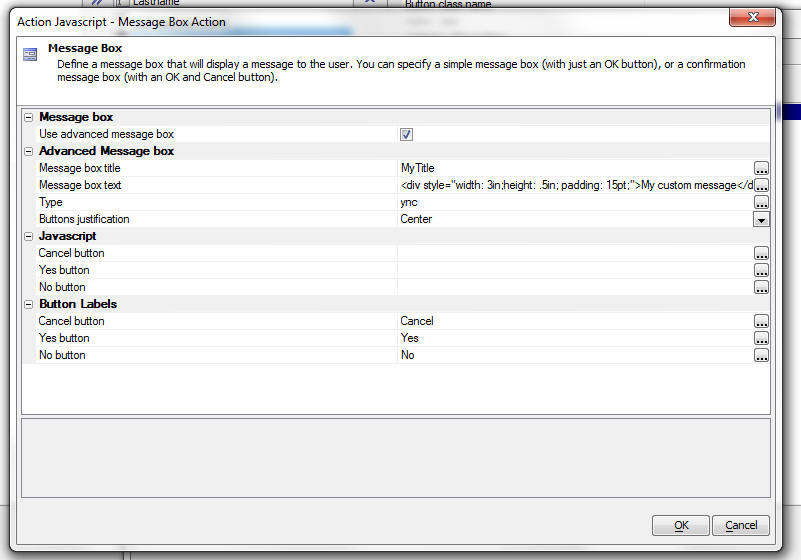 Lastname
Button class name
Action Javascript - Message Box Action
Message Box
Define a message box that will display a message to the user. You can specify a simple message box (with just an OK button), or a confirmation
message box (with an OK and Cancel button).
Message box
Use advanced message box
Advanced Message box
Message box title MyTitle ...
Message box text <div style="width: 3in;height: .5in; padding: 15pt;">My custom message</d ...
Type ync ...
Buttons justification Center
Javascript
Cancel button ...
Yes button ...
No button ...
Button Labels
Cancel button Cancel ...
Yes button Yes ...
No button No ...
OK Cancel